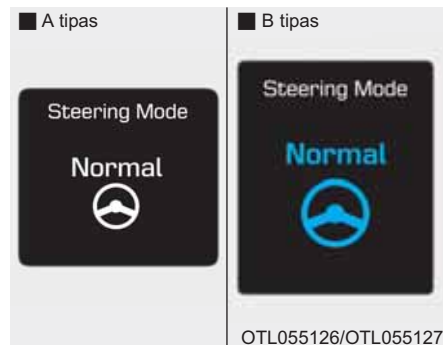 ■ A tipas
Steering Mode
Normal
■ B tipas
Steering Mode
Normal
OTL055126/OTL055127